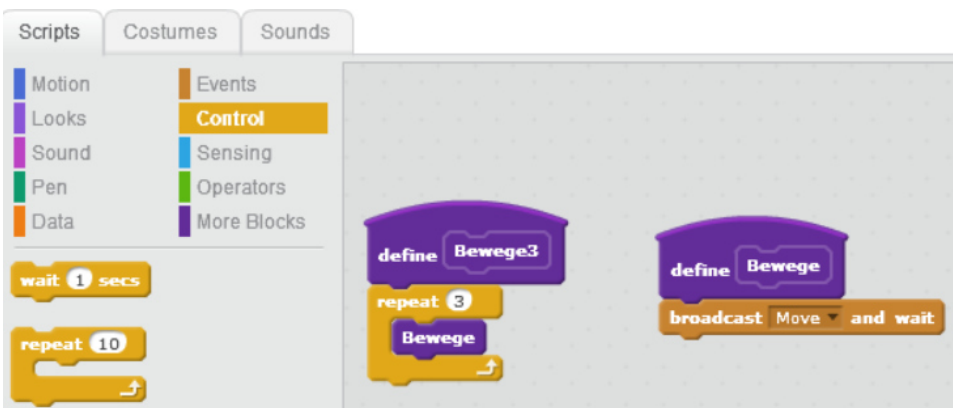 Scripts Costumes Sounds
Motion Events
Looks Control
Sound Sensing
Pen Operators
Data More Blocks
wait 1 secs
repeat 10
define Bewege3
repeat 3
Bewege
define Bewege
broadcast Move and wait